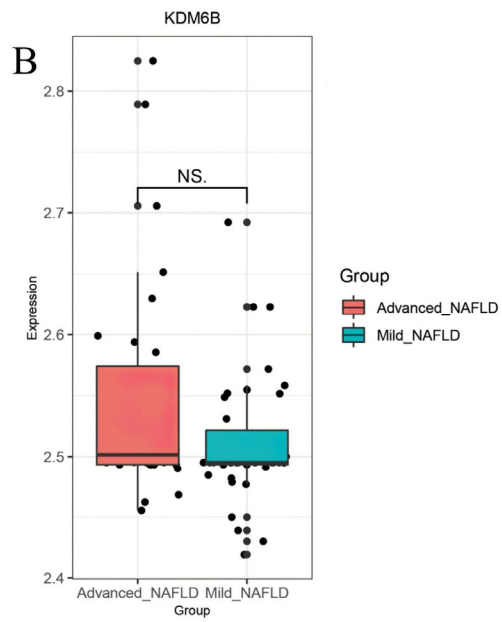 KDM6B
B
2.8
NS.
2.7
Expression
2.6
2.5
2.4
Advanced_NAFLD Mild_NAFLD
Group
Group
Advanced_NAFLD
Mild_NAFLD